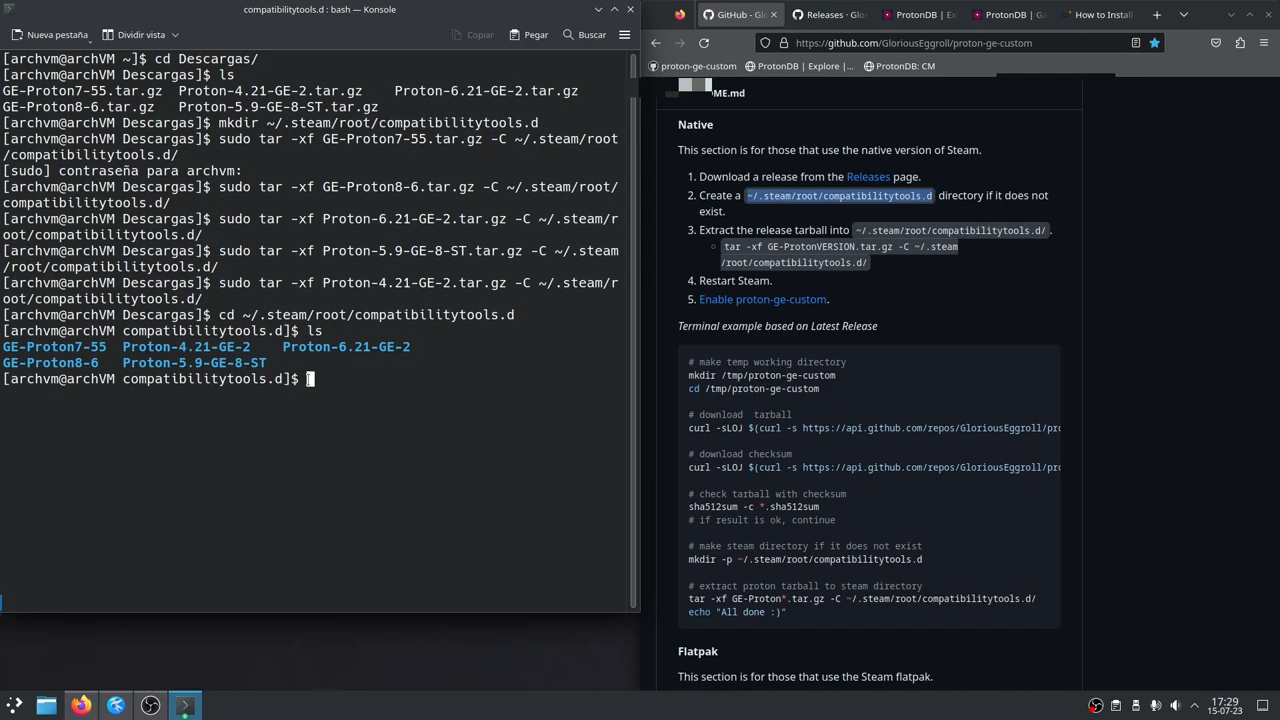 compatibilitytools.d : bash — Konsole
Nueva pestaña
Dividir vista
Copiar
Pegar
Buscar
[archvm@archVM ~]$ cd Descargas/
[archvm@archVM Descargas]$ ls
GE-Proton7-55.tar.gz  Proton-4.21-GE-2.tar.gz    Proton-6.21-GE-2.tar.gz
GE-Proton8-6.tar.gz   Proton-5.9-GE-8-ST.tar.gz
[archvm@archVM Descargas]$ mkdir ~/.steam/root/compatibilitytools.d
[archvm@archVM Descargas]$ sudo tar -xf GE-Proton7-55.tar.gz -C ~/.steam/root
/compatibilitytools.d/
[sudo] contraseña para archvm:
[archvm@archVM Descargas]$ sudo tar -xf GE-Proton8-6.tar.gz -C ~/.steam/root/
compatibilitytools.d/
[archvm@archVM Descargas]$ sudo tar -xf Proton-6.21-GE-2.tar.gz -C ~/.steam/r
oot/compatibilitytools.d/
[archvm@archVM Descargas]$ sudo tar -xf Proton-5.9-GE-8-ST.tar.gz -C ~/.steam
/root/compatibilitytools.d/
[archvm@archVM Descargas]$ sudo tar -xf Proton-4.21-GE-2.tar.gz -C ~/.steam/r
oot/compatibilitytools.d/
[archvm@archVM Descargas]$ cd ~/.steam/root/compatibilitytools.d
[archvm@archVM compatibilitytools.d]$ ls
GE-Proton7-55  Proton-4.21-GE-2    Proton-6.21-GE-2
GE-Proton8-6   Proton-5.9-GE-8-ST
[archvm@archVM compatibilitytools.d]$
GitHub - Glo
Releases · Glo
ProtonDB | Ex
ProtonDB | Ga
How to Install
https://github.com/GloriousEggroll/proton-ge-custom
proton-ge-custom
ProtonDB | Explore |...
ProtonDB: CM
ME.md
Native
This section is for those that use the native version of Steam.
1. Download a release from the Releases page.
2. Create a ~/.steam/root/compatibilitytools.d directory if it does not
exist.
3. Extract the release tarball into ~/.steam/root/compatibilitytools.d/ .
tar -xf GE-ProtonVERSION.tar.gz -C ~/.steam
/root/compatibilitytools.d/
4. Restart Steam.
5. Enable proton-ge-custom.
Terminal example based on Latest Release
# make temp working directory
mkdir /tmp/proton-ge-custom
cd /tmp/proton-ge-custom
# download  tarball
curl -sLOJ $(curl -s https://api.github.com/repos/GloriousEggroll/pro
# download checksum
curl -sLOJ $(curl -s https://api.github.com/repos/GloriousEggroll/pro
# check tarball with checksum
sha512sum -c *.sha512sum
# if result is ok, continue
# make steam directory if it does not exist
mkdir -p ~/.steam/root/compatibilitytools.d
# extract proton tarball to steam directory
tar -xf GE-Proton*.tar.gz -C ~/.steam/root/compatibilitytools.d/
echo "All done :)"
Flatpak
This section is for those that use the Steam flatpak.
17:29
15-07-23